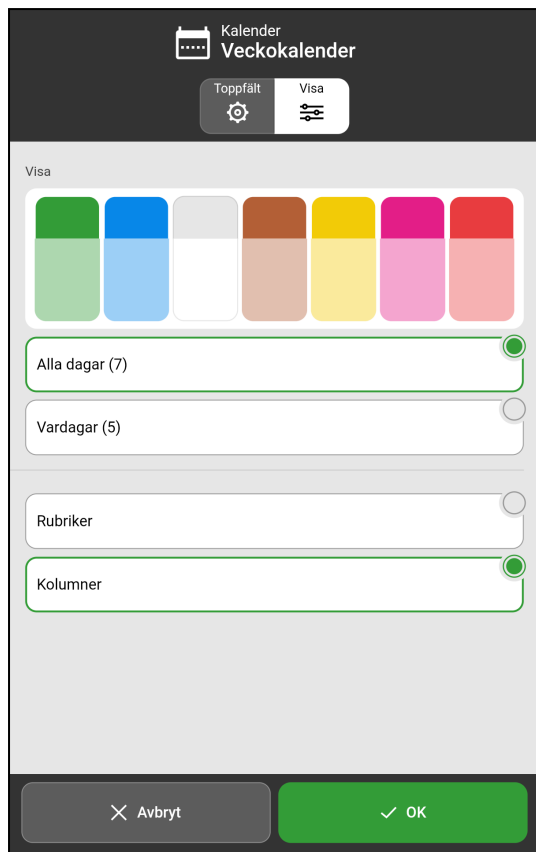 Kalender
Veckokalender
Toppfält
Visa
Visa
Alla dagar (7)
Vardagar (5)
Rubriker
Kolumner
Avbryt
OK